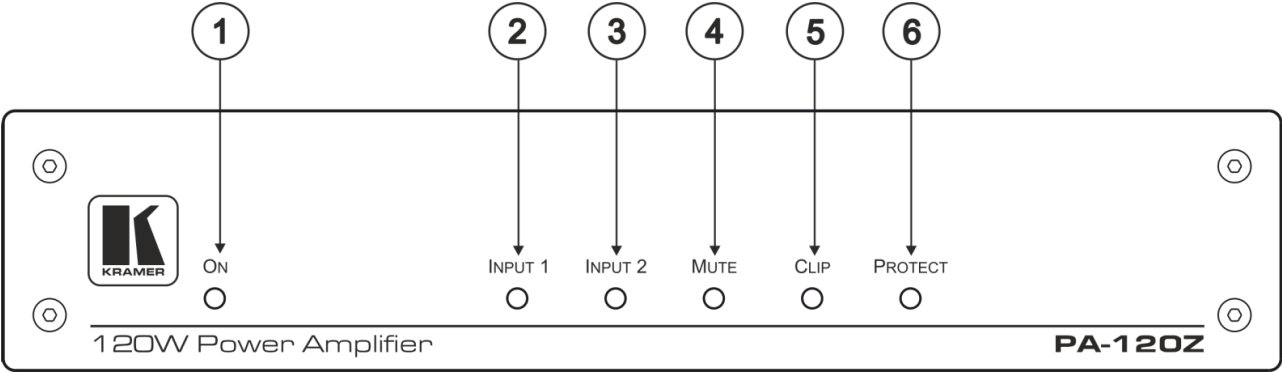 1 2 3 4 5 6
KRAMER
ON INPUT 1 INPUT 2 MUTE CLIP PROTECT
120W Power Amplifier PA-120Z